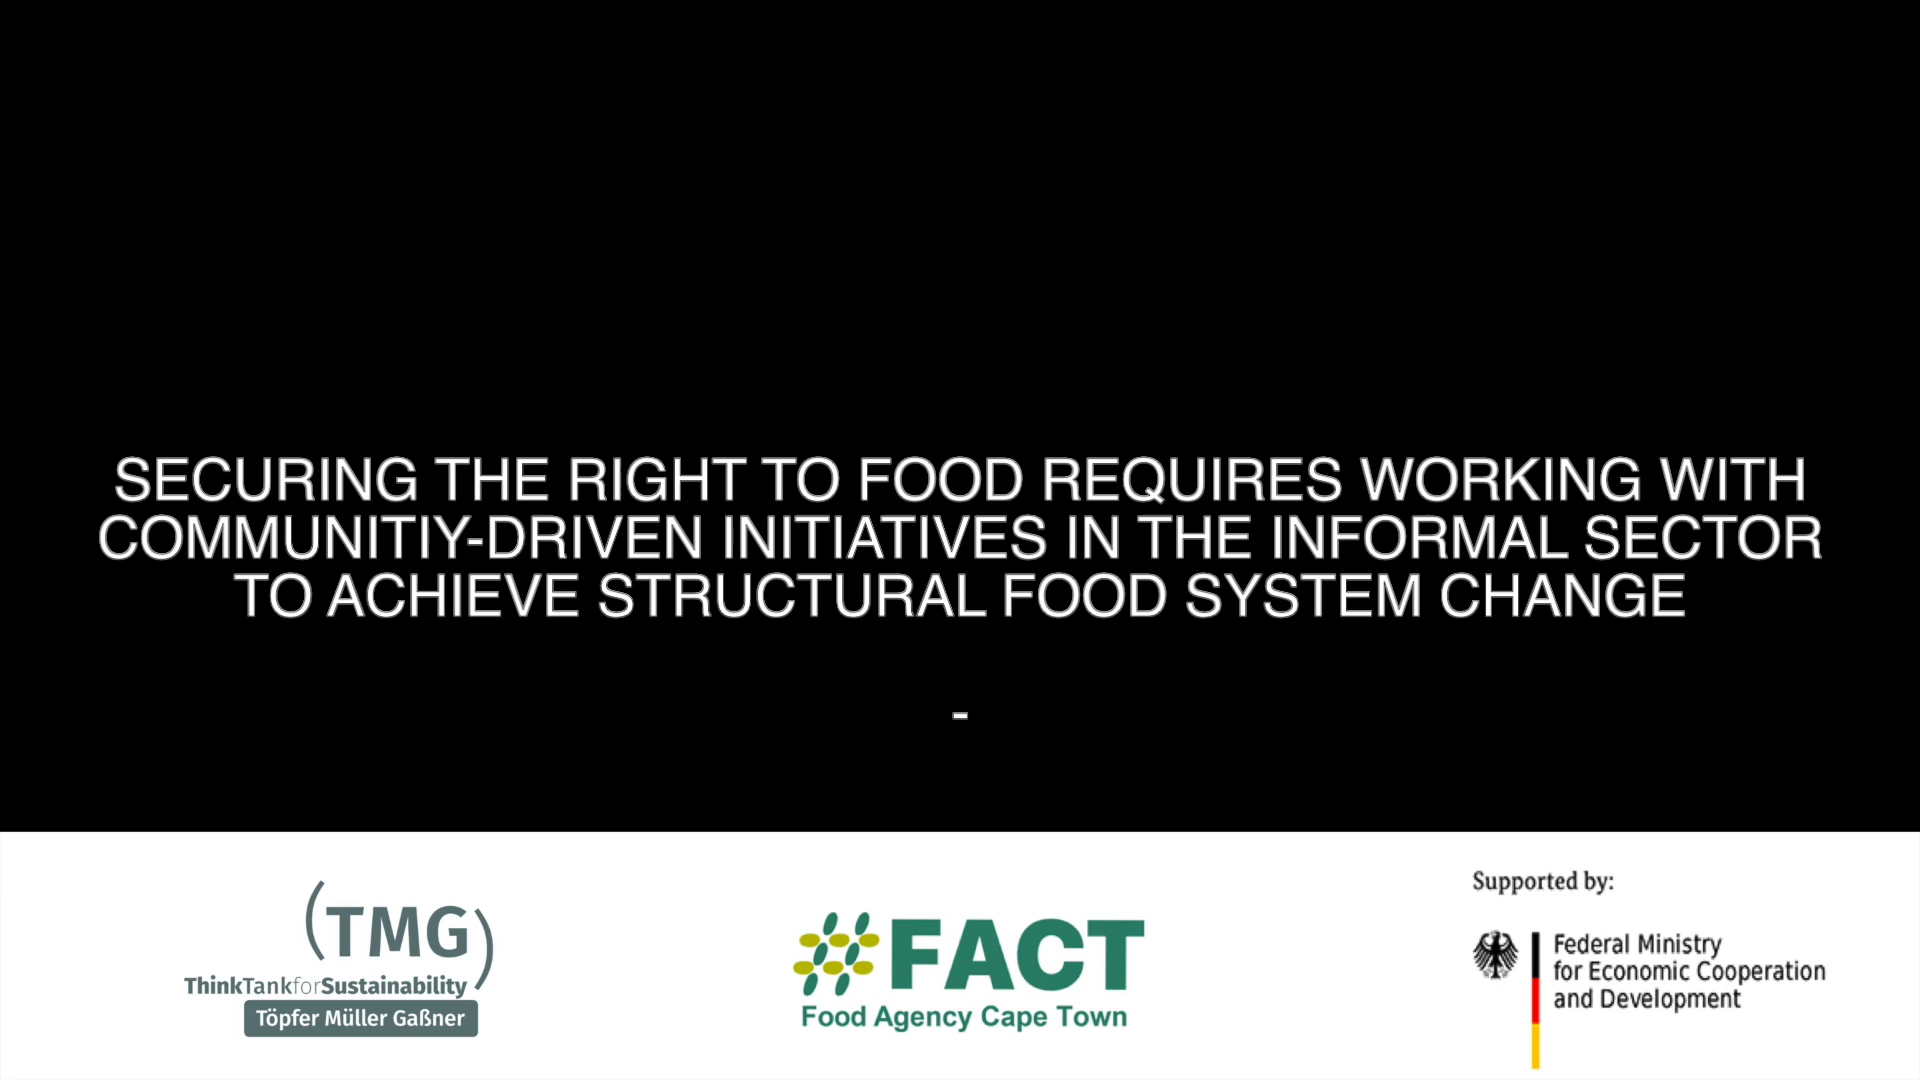 SECURING THE RIGHT TO FOOD REQUIRES WORKING WITH
COMMUNITIY-DRIVEN INITIATIVES IN THE INFORMAL SECTOR
TO ACHIEVE STRUCTURAL FOOD SYSTEM CHANGE
-
(TMG)
ThinkTankforSustainability
Töpfer Müller Gaßner
#FACT
Food Agency Cape Town
Supported by:
Federal Ministry
for Economic Cooperation
and Development